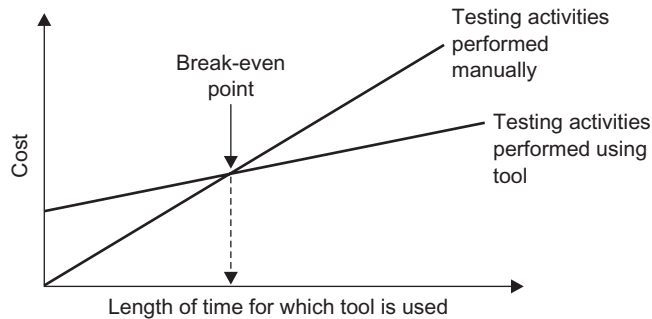 Testing activities
performed
manually
Break-even
point
Testing activities
performed using
tool
Cost
Length of time for which tool is used